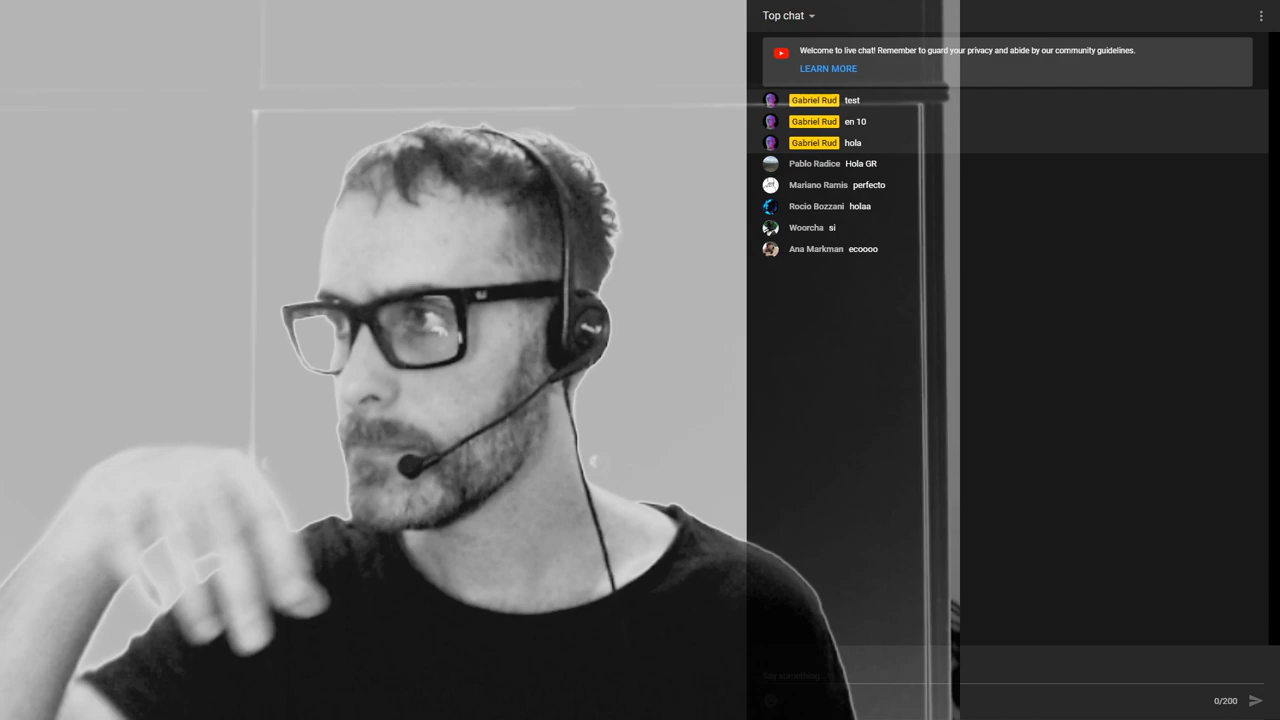 Top chat
Welcome to live chat! Remember to guard your privacy and abide by our community guidelines.
LEARN MORE
Gabriel Rud test
Gabriel Rud en 10
Gabriel Rud hola
Pablo Radice Hola GR
Mariano Ramis perfecto
Rocio Bozzani holaa
Woorcha si
Ana Markman ecoooo
Say something...
0/200